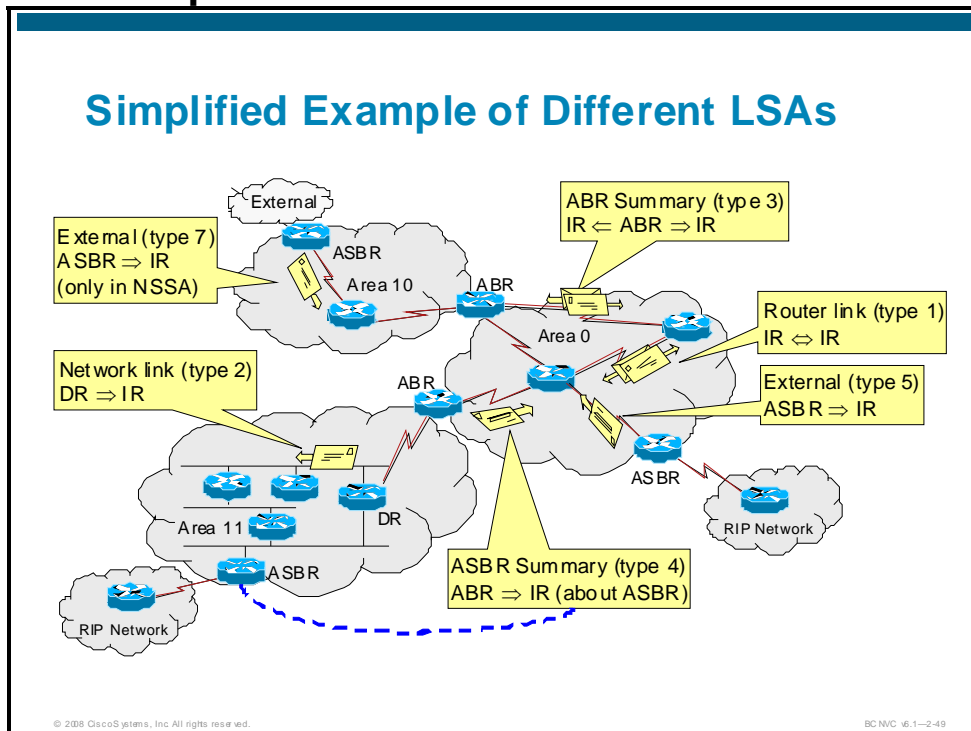 Simplified Example of Different LSAs
External
External (type 7)
ASBR ⇒ IR
(only in NSSA)
ASBR
Area 10
ABR
ABR Summary (type 3)
IR ⇐ ABR ⇒ IR
Area 0
Router link (type 1)
IR ⇔ IR
Network link (type 2)
DR ⇒ IR
ABR
External (type 5)
ASBR ⇒ IR
ASBR
DR
Area 11
RIP Network
ASBR
ASBR Summary (type 4)
ABR ⇒ IR (about ASBR)
RIP Network
© 2008 Cisco Systems, Inc. All rights reserved.
BCNVC v6.1—2-49